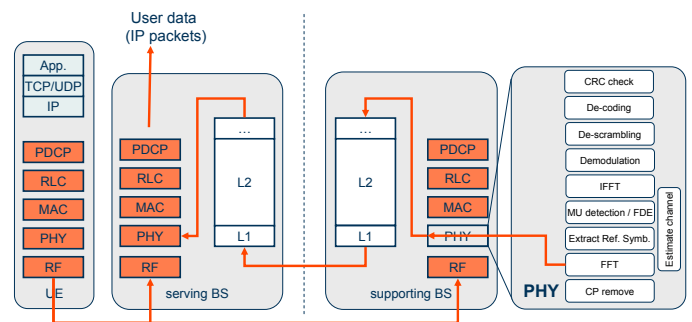 User data
(IP packets)
App.
TCP/UDP
IP
PDCP
RLC
MAC
PHY
RF
UE
PDCP
RLC
MAC
PHY
RF
...
L2
L1
serving BS
...
L2
L1
PDCP
RLC
MAC
PHY
RF
supporting BS
CRC check
De-coding
De-scrambling
Demodulation
IFFT
MU detection / FDE
Extract Ref. Symb.
FFT
CP remove
Estimate channel
PHY